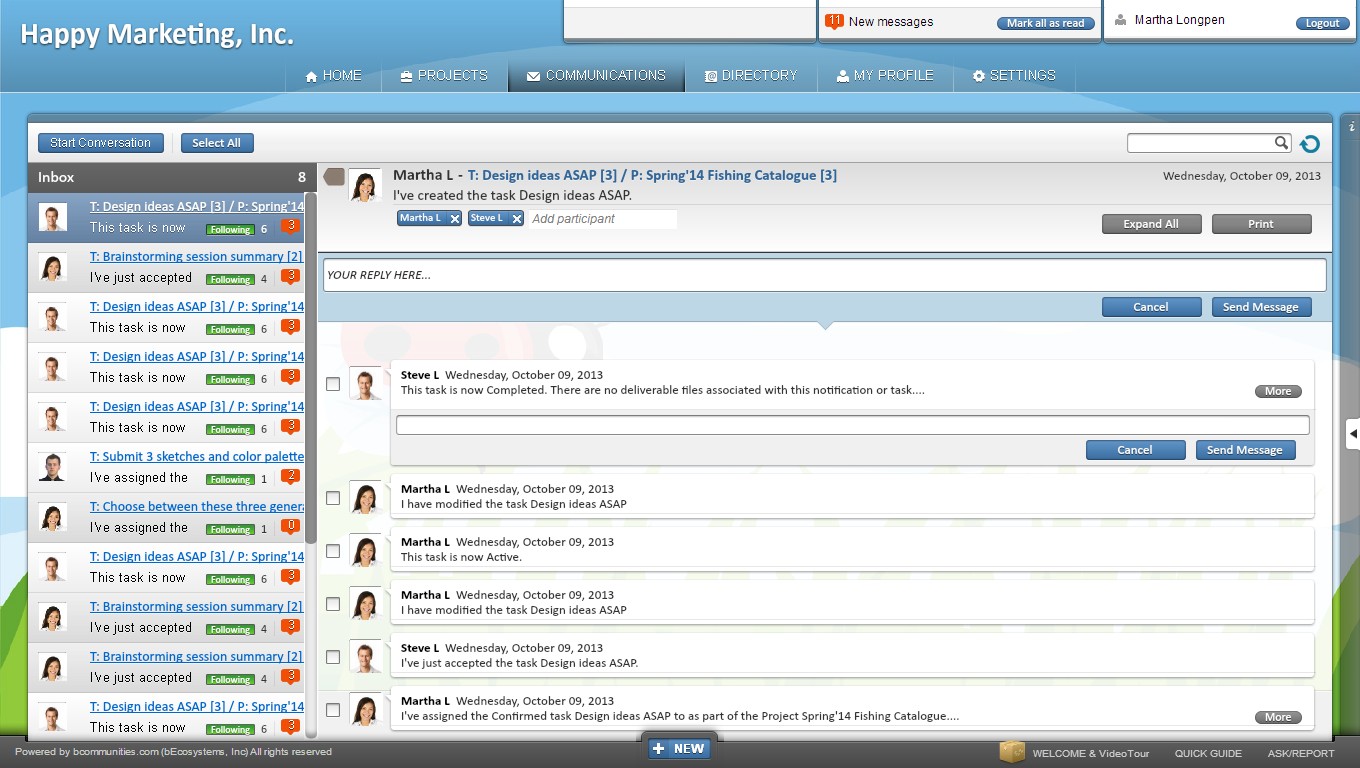 Happy Marketing, Inc.
11 New messages Mark all as read
Martha Longpen Logout
HOME PROJECTS COMMUNICATIONS DIRECTORY MY PROFILE SETTINGS
i
Start Conversation Select All
Inbox 8
T: Design ideas ASAP [3] / P: Spring'14
This task is now Following 6 3
T: Brainstorming session summary [2]
I've just accepted Following 4 3
T: Design ideas ASAP [3] / P: Spring'14
This task is now Following 6 3
T: Design ideas ASAP [3] / P: Spring'14
This task is now Following 6 3
T: Design ideas ASAP [3] / P: Spring'14
This task is now Following 6 3
T: Submit 3 sketches and color palette
I've assigned the Following 1 2
T: Choose between these three genera
I've assigned the Following 1 0
T: Design ideas ASAP [3] / P: Spring'14
This task is now Following 6 3
T: Brainstorming session summary [2]
I've just accepted Following 4 3
T: Brainstorming session summary [2]
I've just accepted Following 4 3
T: Design ideas ASAP [3] / P: Spring'14
This task is now Following 6 3
Martha L - T: Design ideas ASAP [3] / P: Spring'14 Fishing Catalogue [3] Wednesday, October 09, 2013
I've created the task Design ideas ASAP.
Martha L X Steve L X Add participant
Expand All Print
YOUR REPLY HERE...
Cancel Send Message
Steve L Wednesday, October 09, 2013
This task is now Completed. There are no deliverable files associated with this notification or task.... More
Cancel Send Message
Martha L Wednesday, October 09, 2013
I have modified the task Design ideas ASAP
Martha L Wednesday, October 09, 2013
This task is now Active.
Martha L Wednesday, October 09, 2013
I have modified the task Design ideas ASAP
Steve L Wednesday, October 09, 2013
I've just accepted the task Design ideas ASAP.
Martha L Wednesday, October 09, 2013
I've assigned the Confirmed task Design ideas ASAP to as part of the Project Spring'14 Fishing Catalogue.... More
Powered by bcommunities.com (bEcosystems, Inc) All rights reserved
+ NEW
WELCOME & VideoTour QUICK GUIDE ASK/REPORT